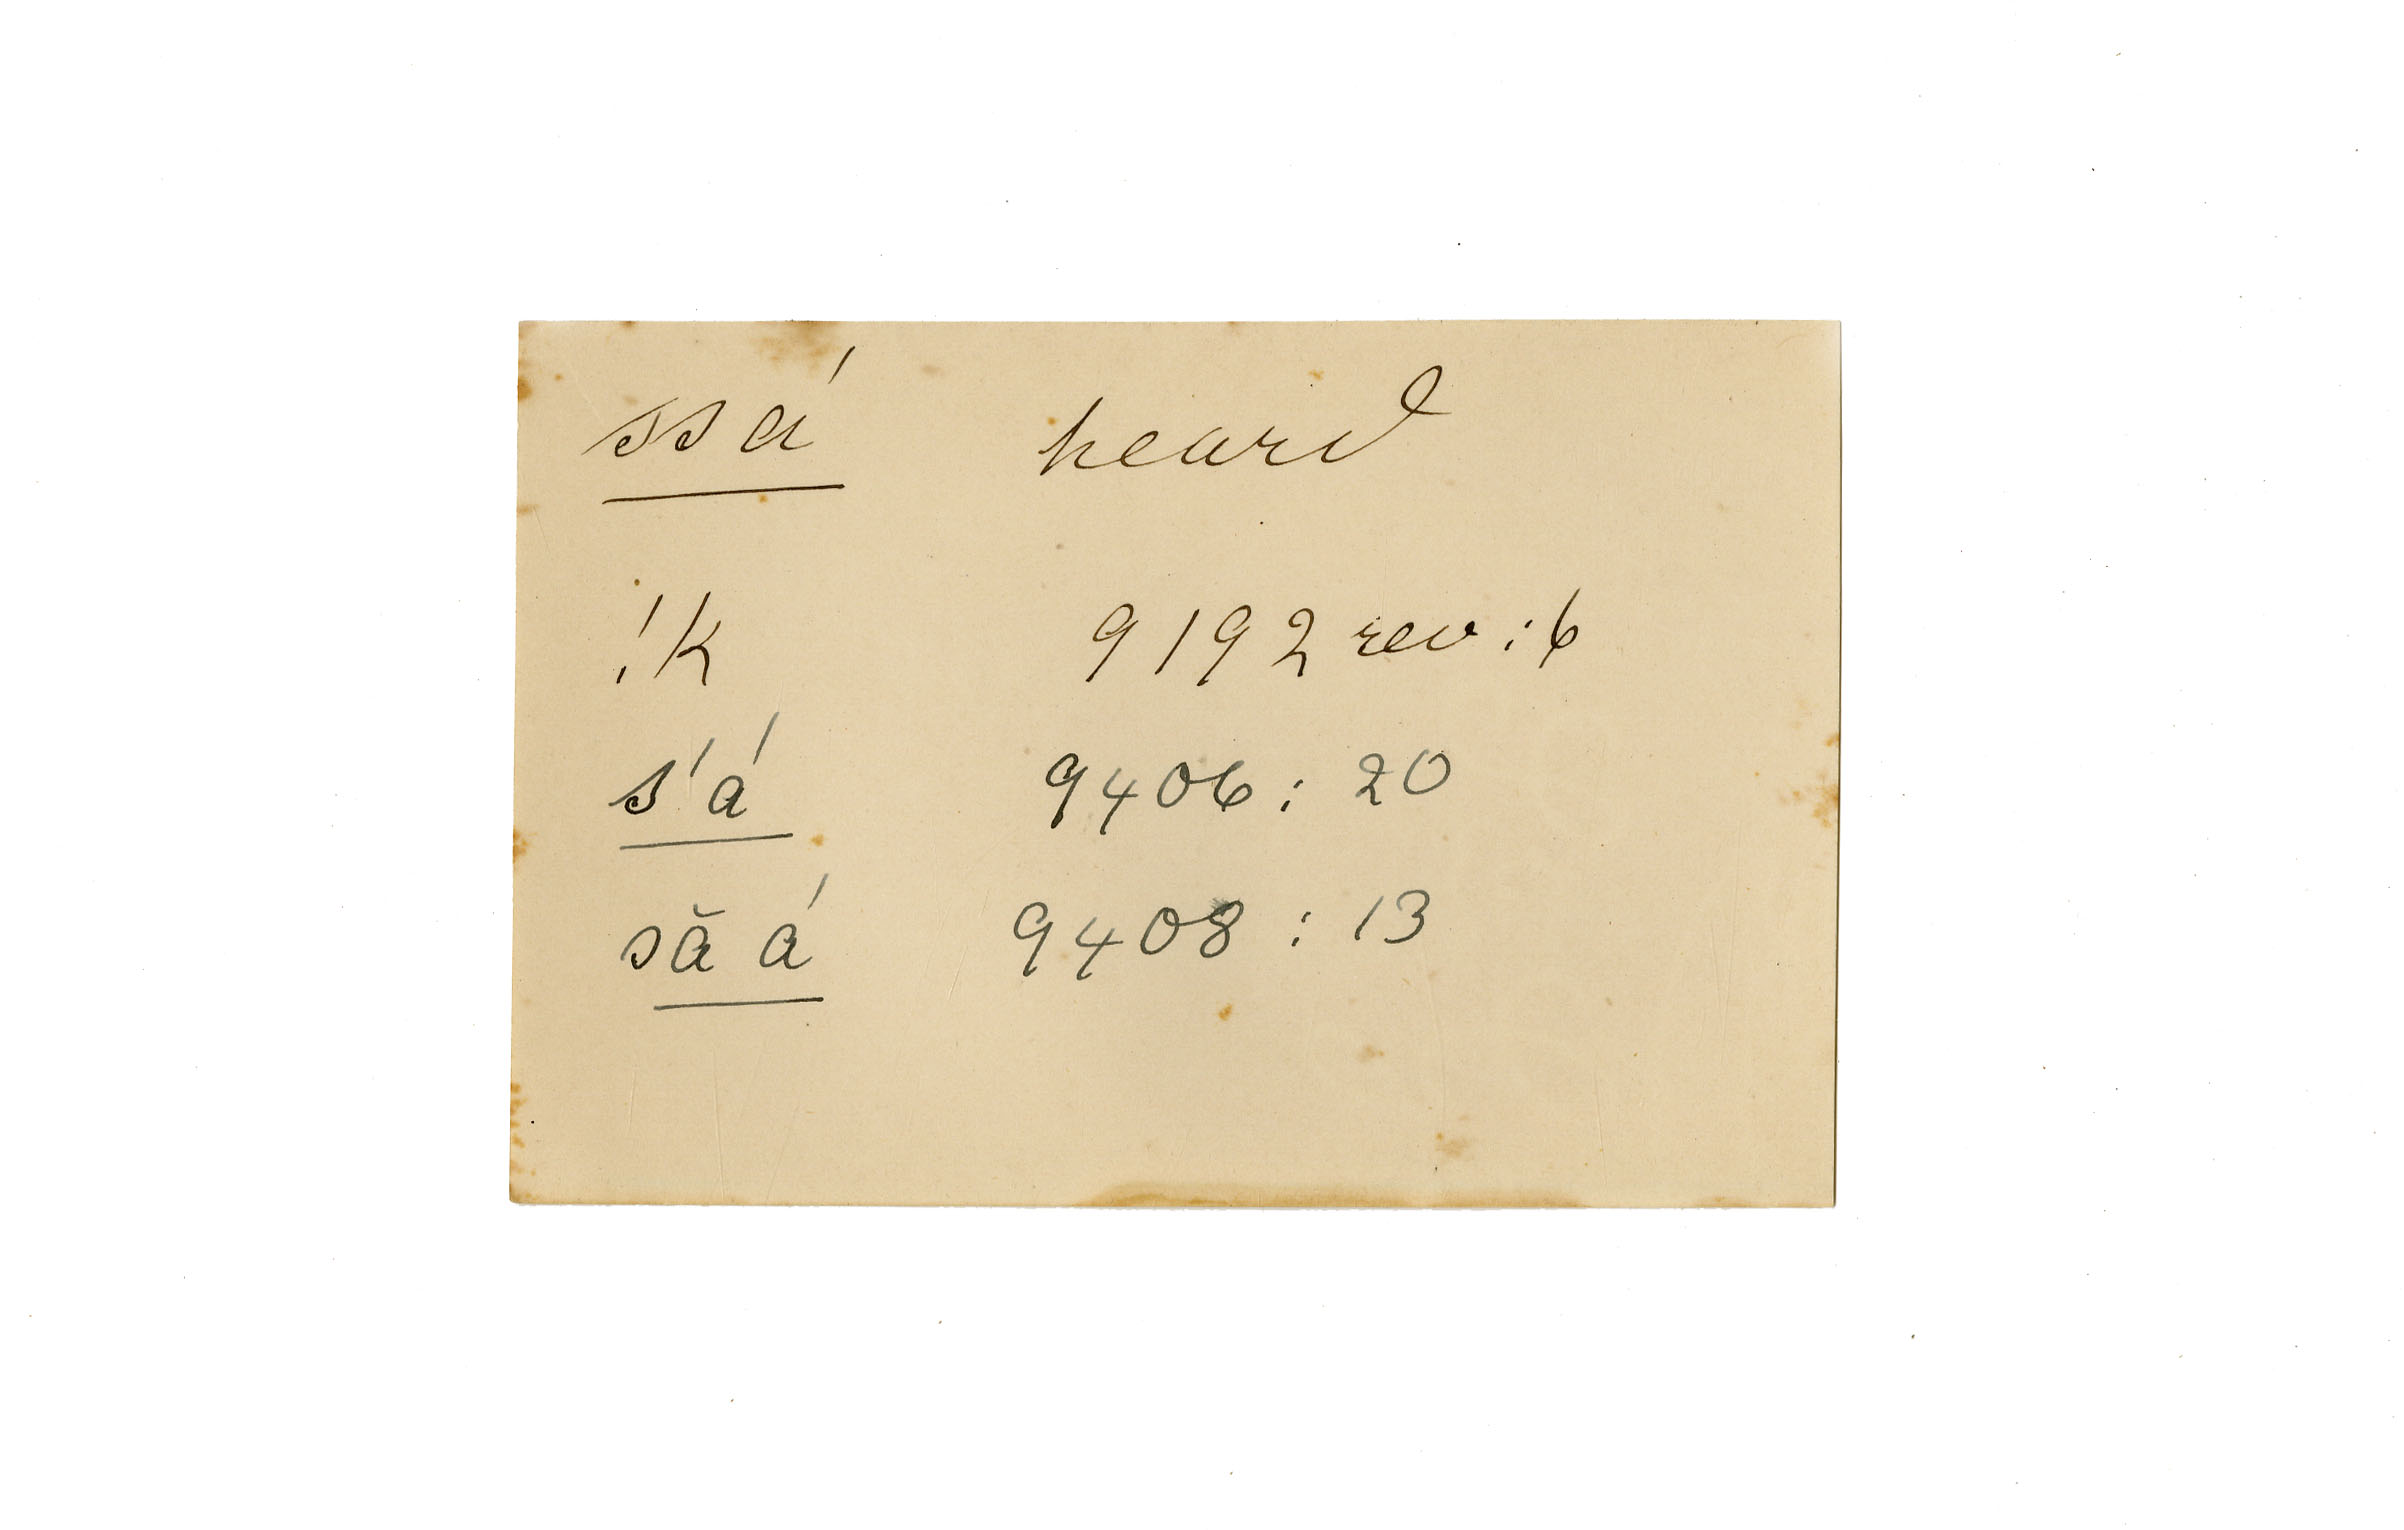 ssá heard
!k 9192 rev : 6
s'á 9406 : 20
să á 9408 : 13